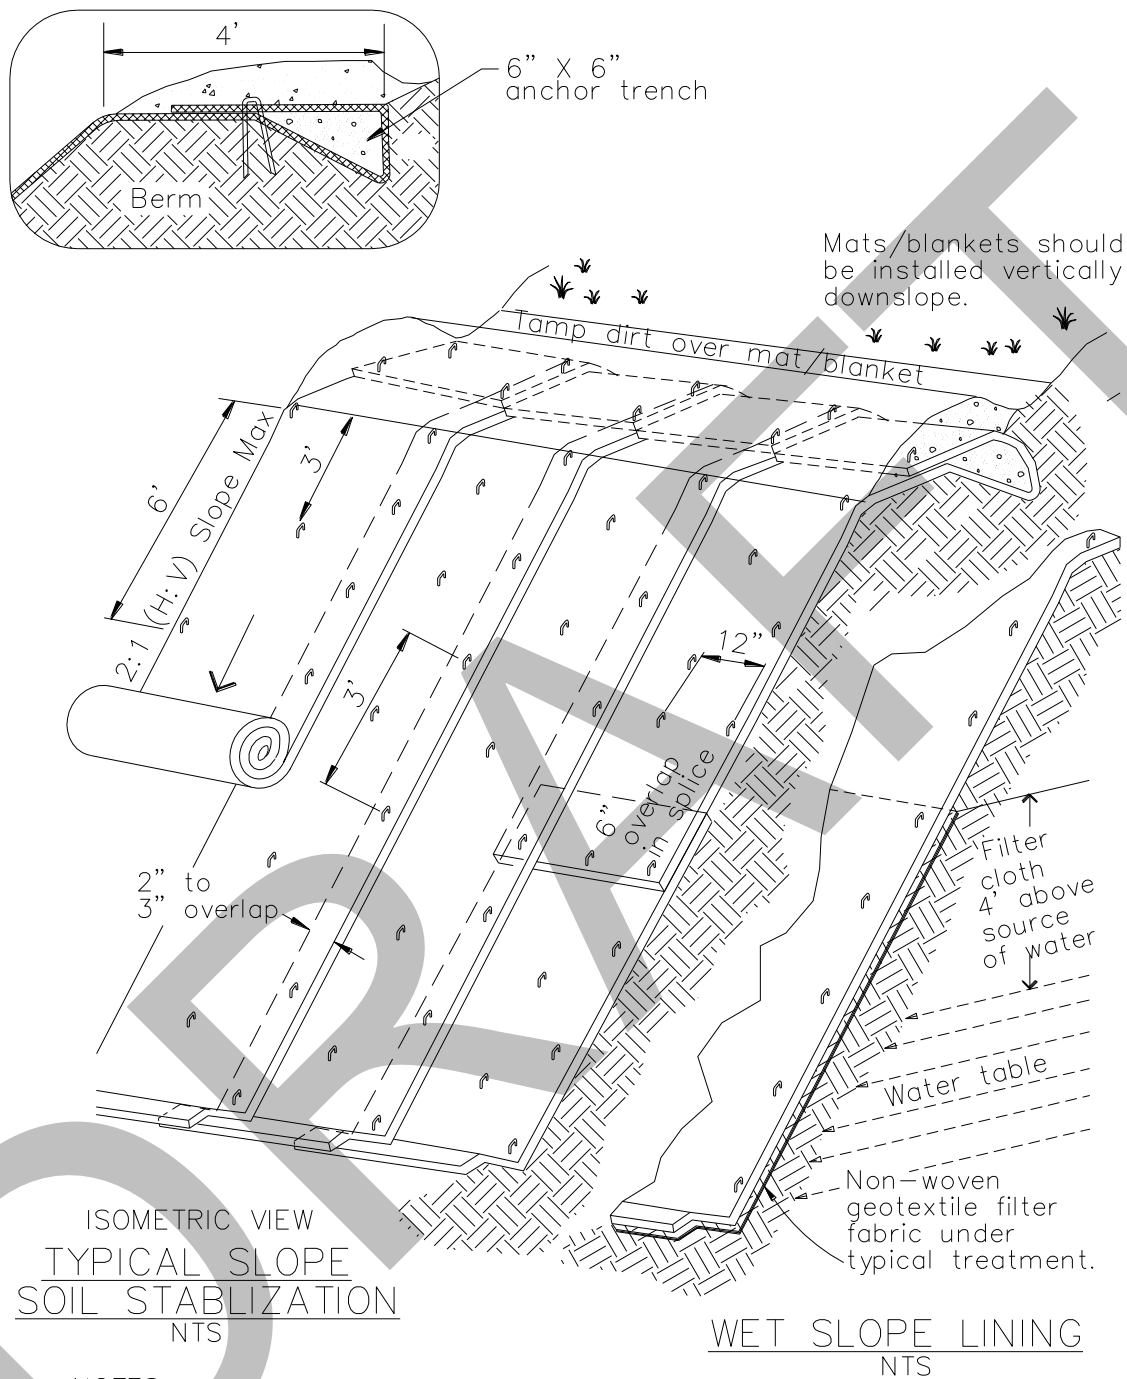 4’
6” X 6”
anchor trench
Berm
Mats/blankets should
be installed vertically
downslope.
Tamp dirt over mat/blanket
6’
2:1 (H:V) Slope Max
3’
3’
12”
6”
overlap
in splice
2” to
3” overlap
Filter
cloth
4’ above
source
of water
Water table
Non-woven
geotextile filter
fabric under
typical treatment.
ISOMETRIC VIEW
TYPICAL SLOPE
SOIL STABLIZATION
NTS
WET SLOPE LINING
NTS
DRAFT